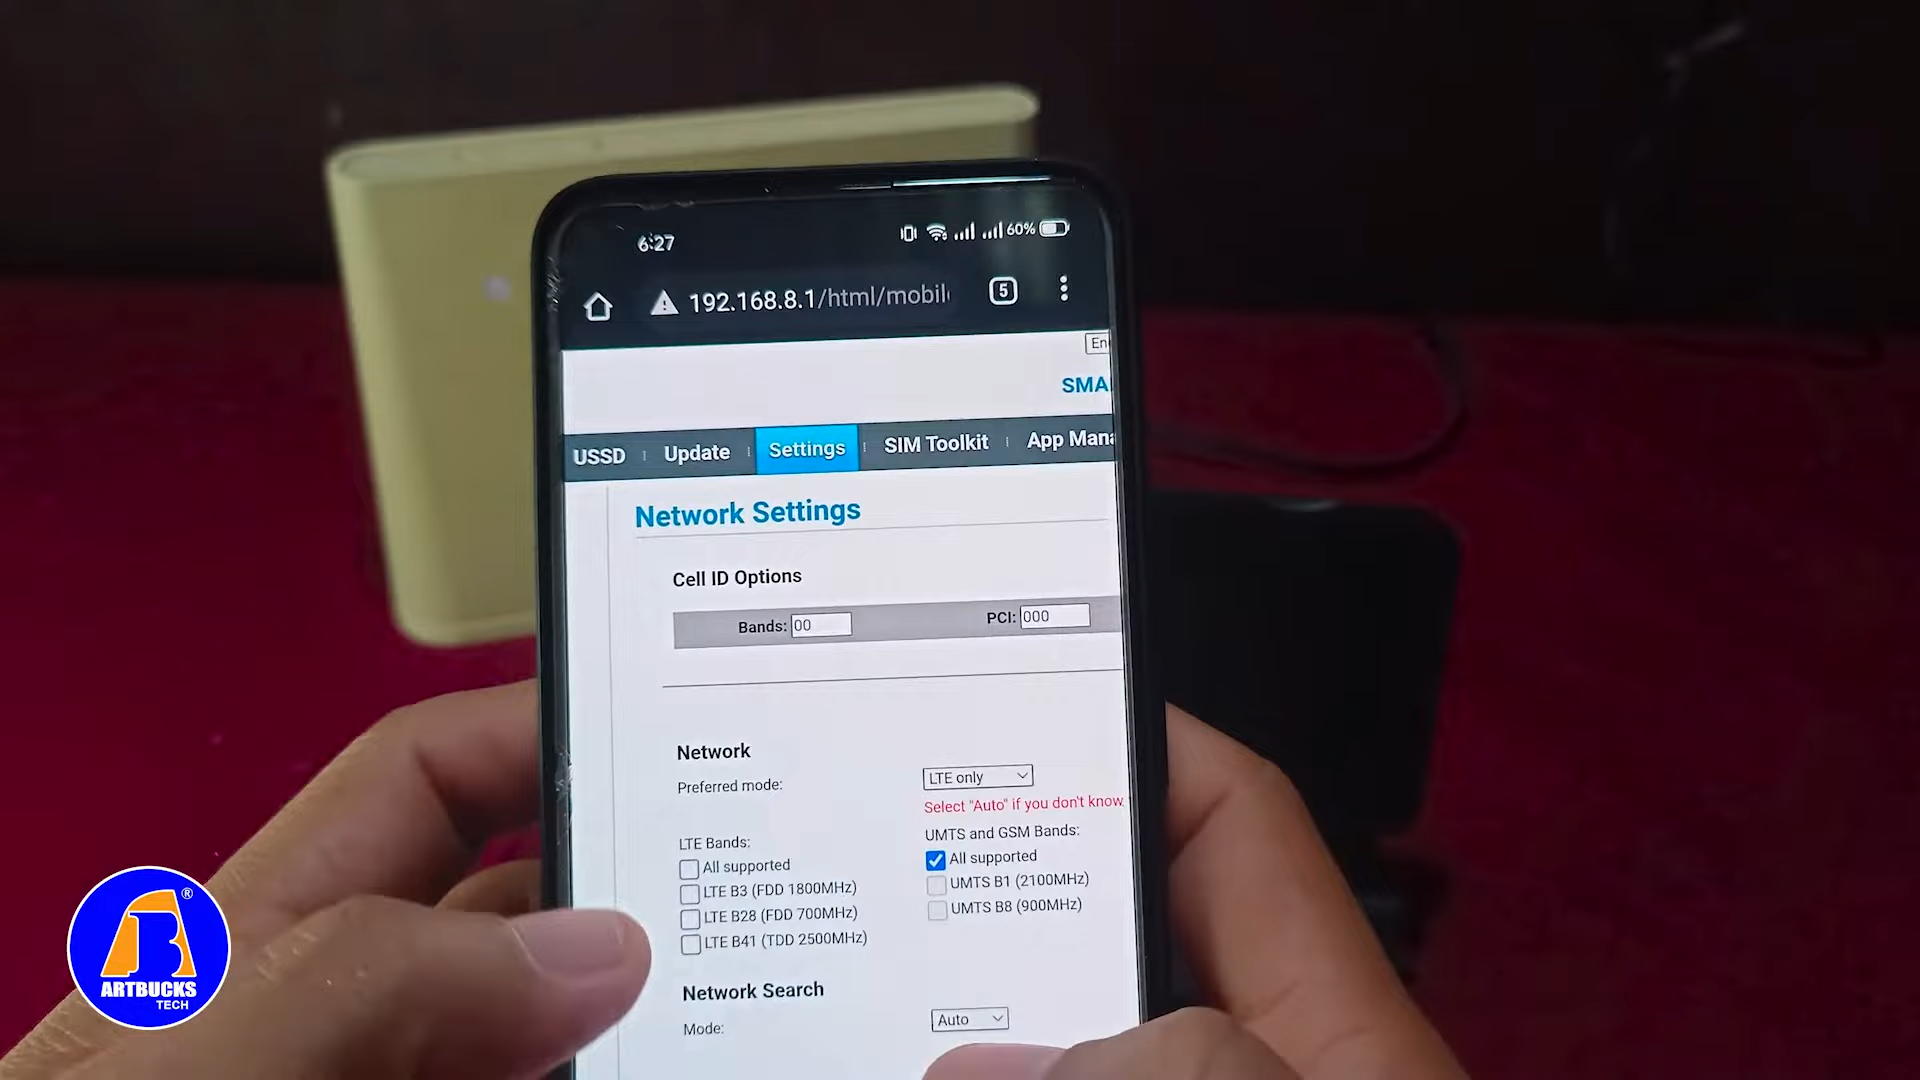 6:27
60%
192.168.8.1/html/mobil
5
SMA
USSD Update Settings SIM Toolkit App Mana
Network Settings
Cell ID Options
Bands: 00 PCI: 000
Network
Preferred mode: LTE only
Select "Auto" if you don't know
LTE Bands: UMTS and GSM Bands:
All supported All supported
LTE B3 (FDD 1800MHz) UMTS B1 (2100MHz)
LTE B28 (FDD 700MHz) UMTS B8 (900MHz)
LTE B41 (TDD 2500MHz)
Network Search
Mode: Auto
AB®
ARTBUCKS
TECH